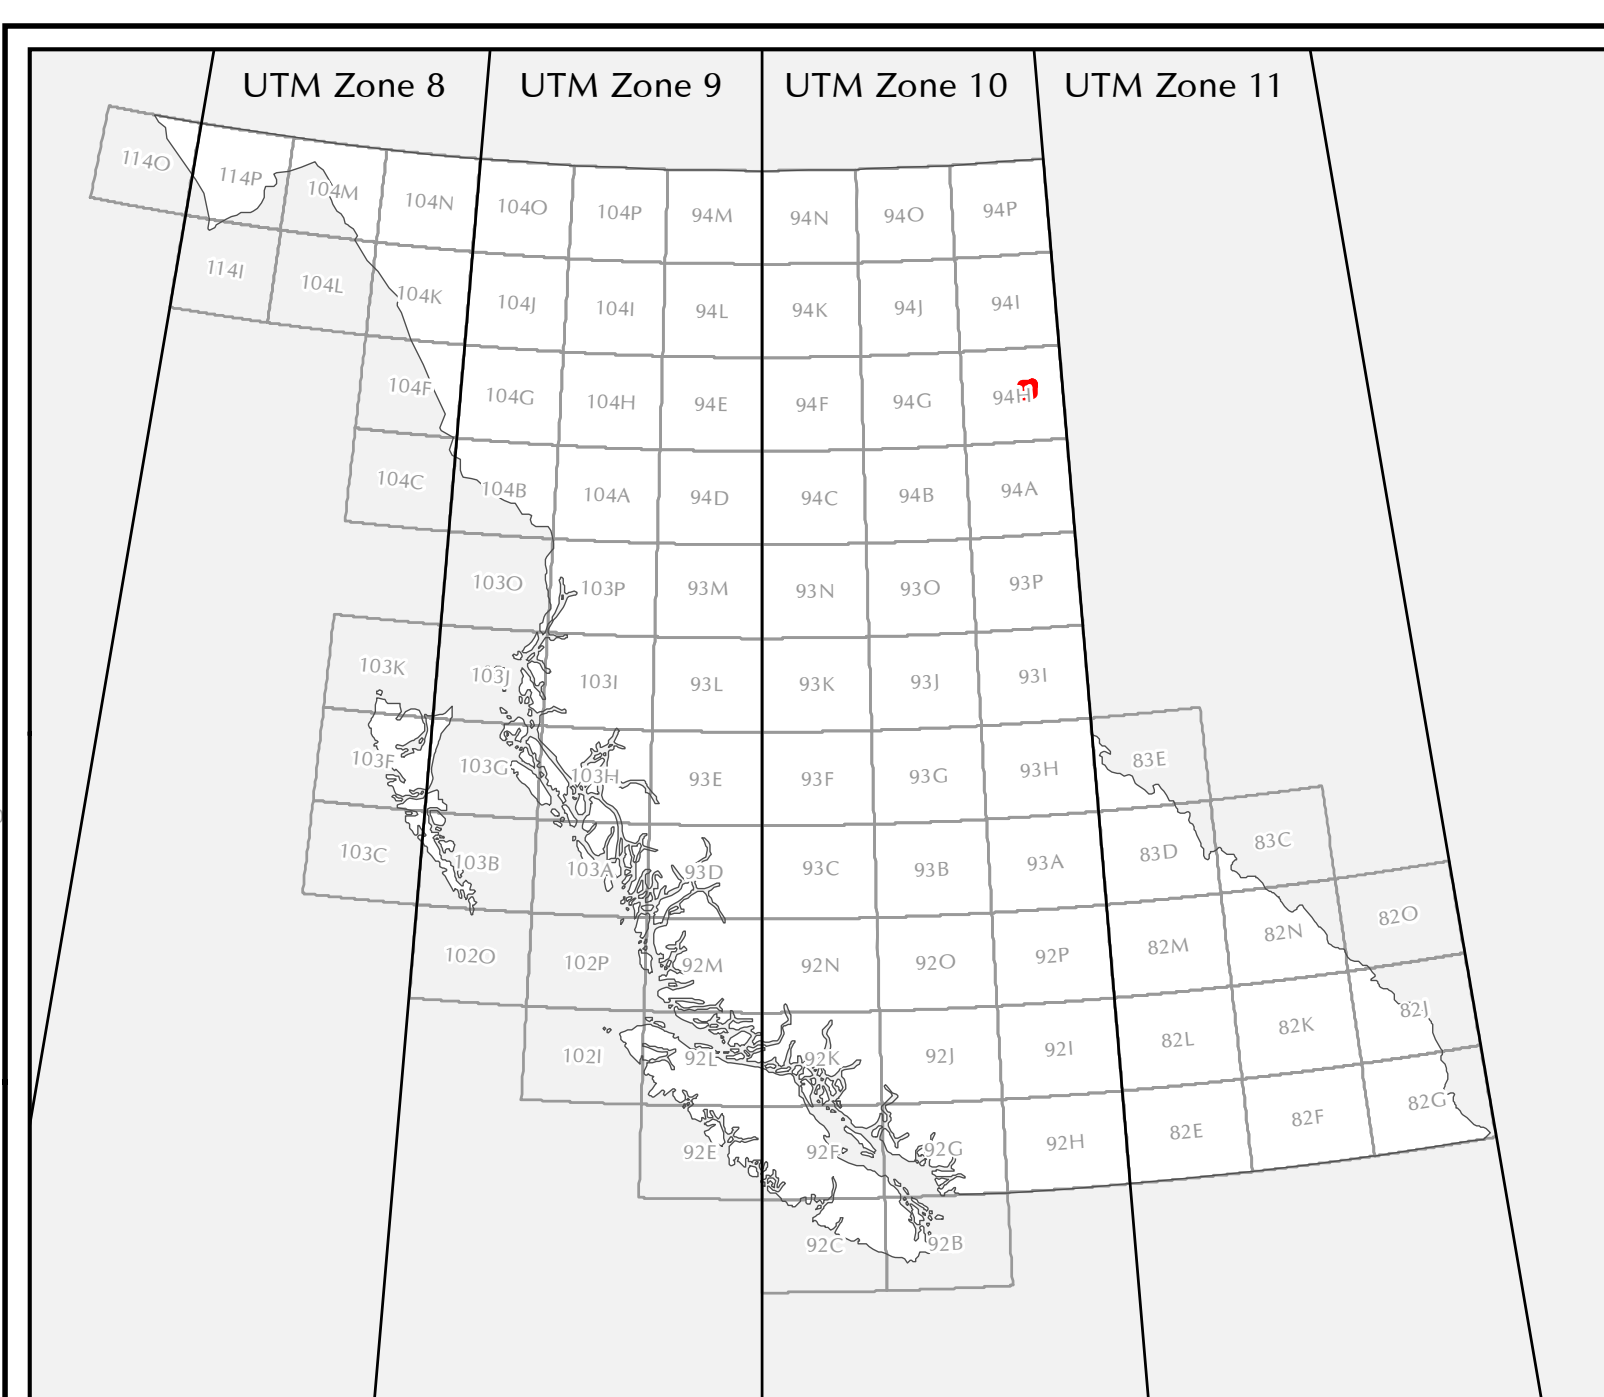 UTM Zone 8 UTM Zone 9 UTM Zone 10 UTM Zone 11
114O 114P 104M 104N 104O 104P 94M 94N 94O 94P
114I 104L 104K 104J 104I 94L 94K 94J 94I
104F 104G 104H 94E 94F 94G 94H
104C 104B 104A 94D 94C 94B 94A
103O 103P 93M 93N 93O 93P
103K 103J 103I 93L 93K 93J 93I
103F 103G 103H 93E 93F 93G 93H 83E
103C 103B 103A 93D 93C 93B 93A 83D 83C
102O 102P 92M 92N 92O 92P 82M 82N 82O
102I 92L 92K 92J 92I 82L 82K 82J
92E 92F 92G 92H 82E 82F 82G
92C 92B